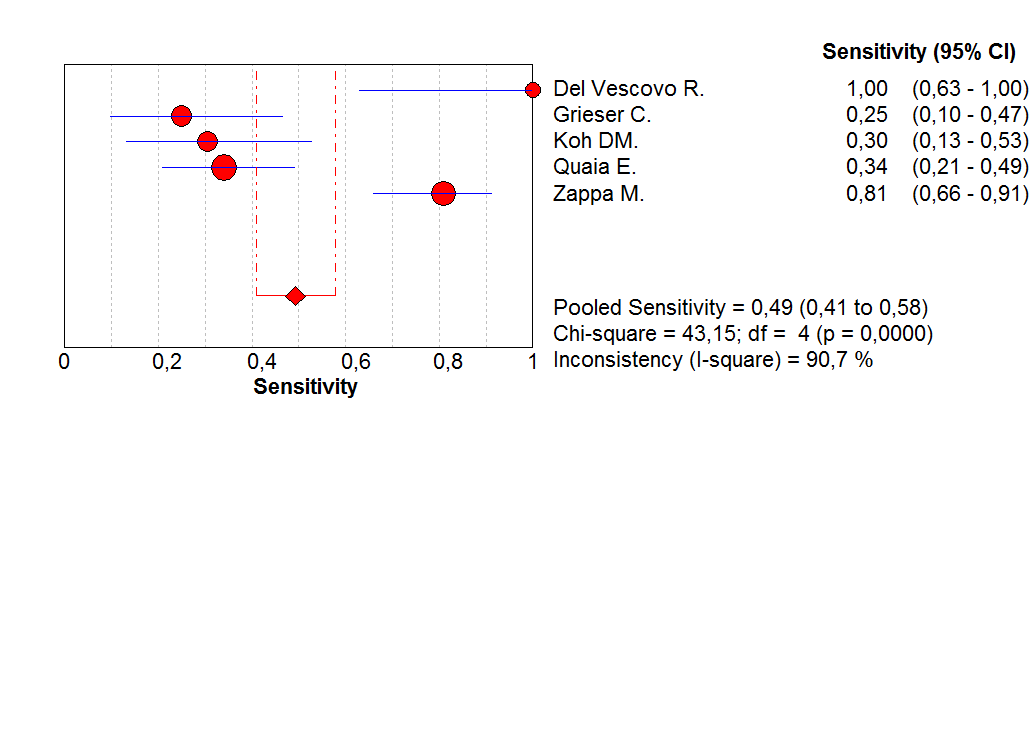 Sensitivity (95% CI)
Del Vescovo R. 1,00 (0,63 - 1,00)
Grieser C. 0,25 (0,10 - 0,47)
Koh DM. 0,30 (0,13 - 0,53)
Quaia E. 0,34 (0,21 - 0,49)
Zappa M. 0,81 (0,66 - 0,91)
Pooled Sensitivity = 0,49 (0,41 to 0,58)
Chi-square = 43,15; df = 4 (p = 0,0000)
Inconsistency (I-square) = 90,7 %
0 0,2 0,4 0,6 0,8 1
Sensitivity